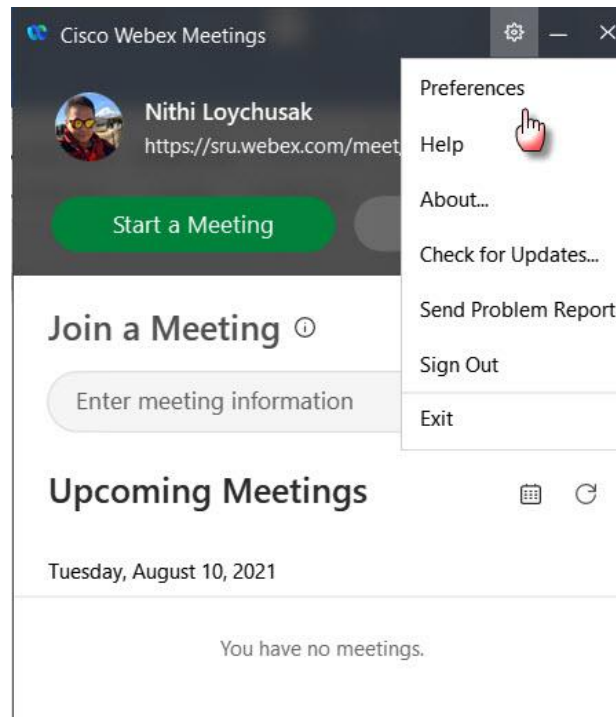 Cisco Webex Meetings
Nithi Loychusak
https://sru.webex.com/meet
Start a Meeting
Preferences
Help
About...
Check for Updates...
Send Problem Report
Sign Out
Exit
Join a Meeting
Enter meeting information
Upcoming Meetings
Tuesday, August 10, 2021
You have no meetings.